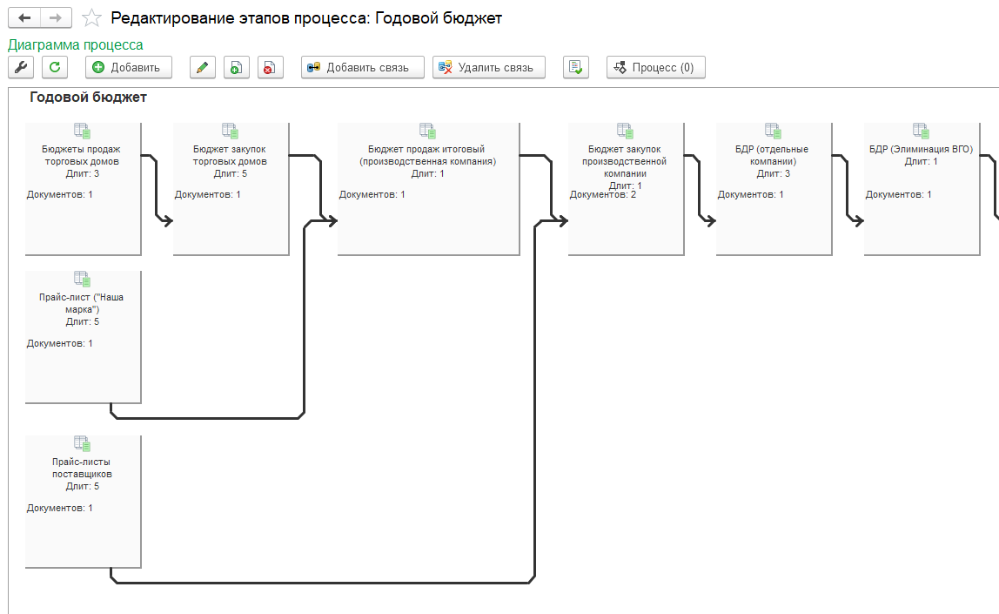 Редактирование этапов процесса: Годовой бюджет
Диаграмма процесса
Добавить
Добавить связь
Удалить связь
Процесс (0)
Годовой бюджет
Бюджеты продаж
торговых домов
Длит: 3
Документов: 1
Бюджет закупок
торговых домов
Длит: 5
Документов: 1
Бюджет продаж итоговый
(производственная компания)
Длит: 1
Документов: 1
Бюджет закупок
производственной
компании
Длит: 1
Документов: 2
БДР (отдельные
компании)
Длит: 3
Документов: 1
БДР (Элиминация ВГО)
Длит: 1
Документов: 1
Прайс-лист ("Наша
марка")
Длит: 5
Документов: 1
Прайс-листы
поставщиков
Длит: 5
Документов: 1